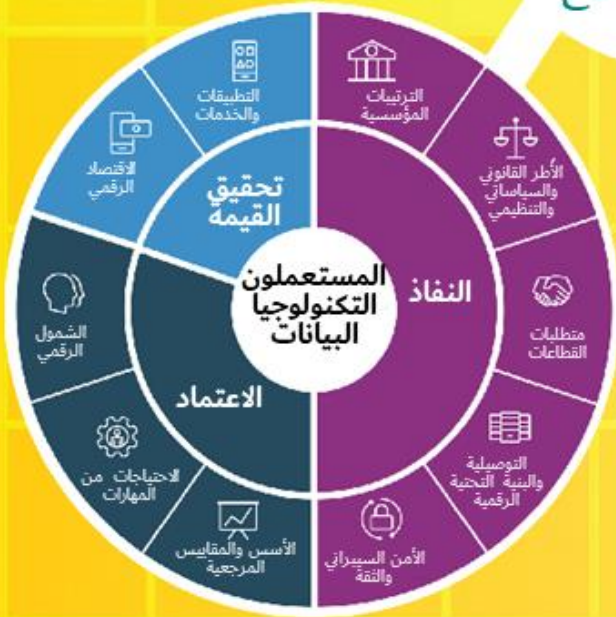 الترتيبات
المؤسسية
الأطر القانوني
والسياساتي
والتنظيمي
متطلبات
القطاعات
التوصيلية
والبنية التحتية
الرقمية
الأمن السيبراني
والثقة
الأسس والمقاييس
المرجعية
الاحتياجات من
المهارات
الشمول
الرقمي
الاقتصاد
الرقمي
التطبيقات
والخدمات
النفاذ
الاعتماد
تحقيق
القيمة
المستعملون
التكنولوجيا
البيانات